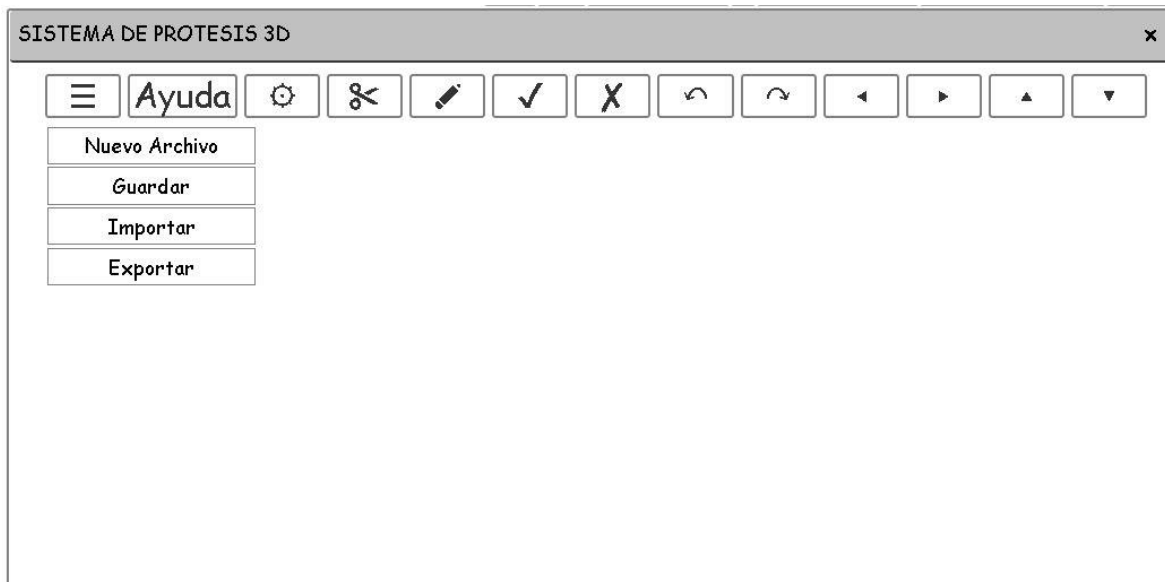 SISTEMA DE PROTESIS 3D
Ayuda
Nuevo Archivo
Guardar
Importar
Exportar